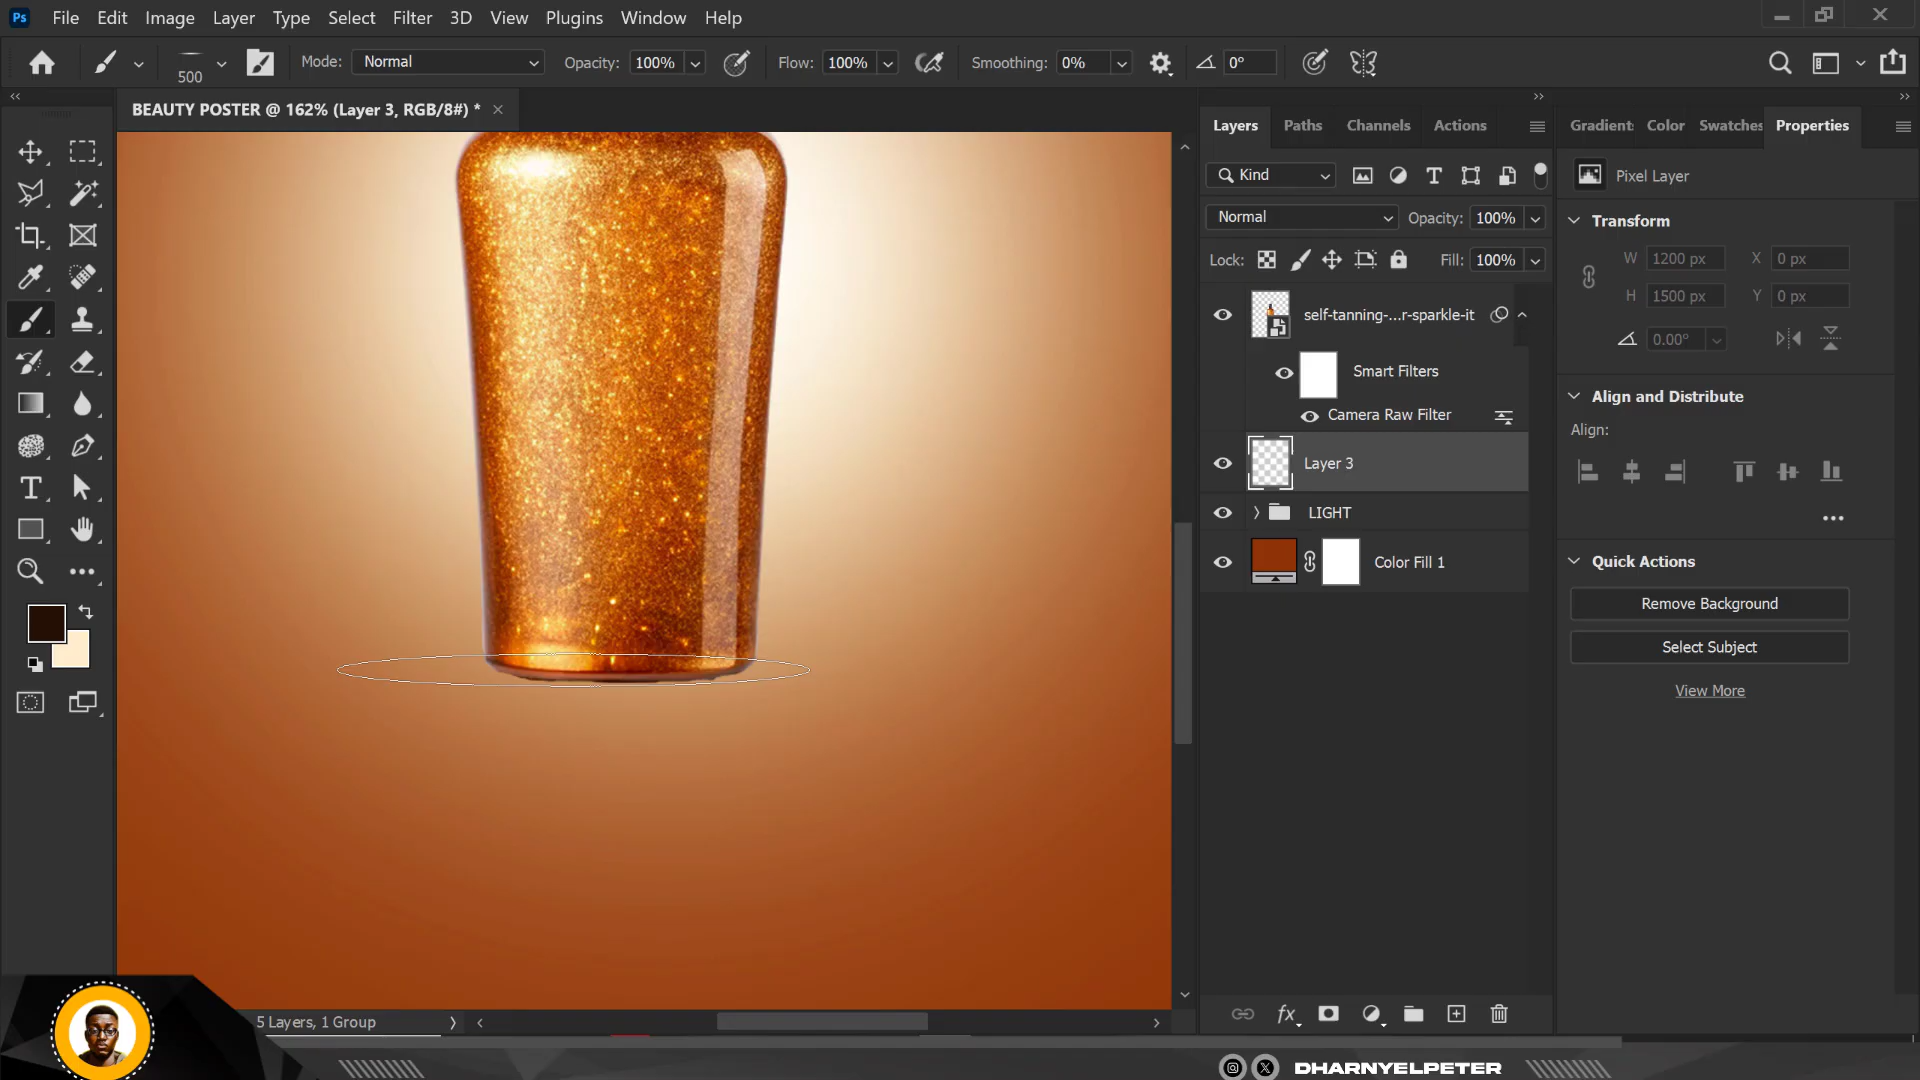 Ps File Edit Image Layer Type Select Filter 3D View Plugins Window Help
500 Mode: Normal Opacity: 100% Flow: 100% Smoothing: 0% 0°
BEAUTY POSTER @ 162% (Layer 3, RGB/8#) *
Layers Paths Channels Actions
Kind
Normal Opacity: 100%
Lock: Fill: 100%
self-tanning-...r-sparkle-it
Smart Filters
Camera Raw Filter
Layer 3
LIGHT
Color Fill 1
Gradient Color Swatches Properties
Pixel Layer
Transform
W 1200 px X 0 px
H 1500 px Y 0 px
0.00°
Align and Distribute
Align:
Quick Actions
Remove Background
Select Subject
View More
5 Layers, 1 Group
fx
DHARNYELPETER